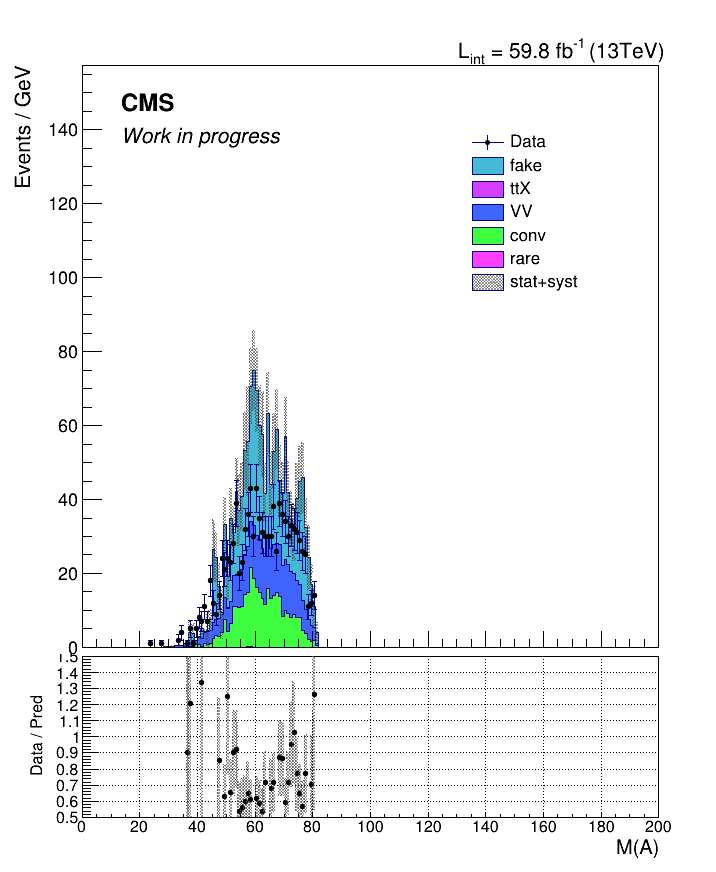 L_int = 59.8 fb^-1 (13TeV)
Events / GeV
CMS
Work in progress
140
120
100
80
60
40
20
0
Data
fake
ttX
VV
conv
rare
stat+syst
Data / Pred
1.5
1.4
1.3
1.2
1.1
1
0.9
0.8
0.7
0.6
0.5
0 20 40 60 80 100 120 140 160 180 200
M(A)